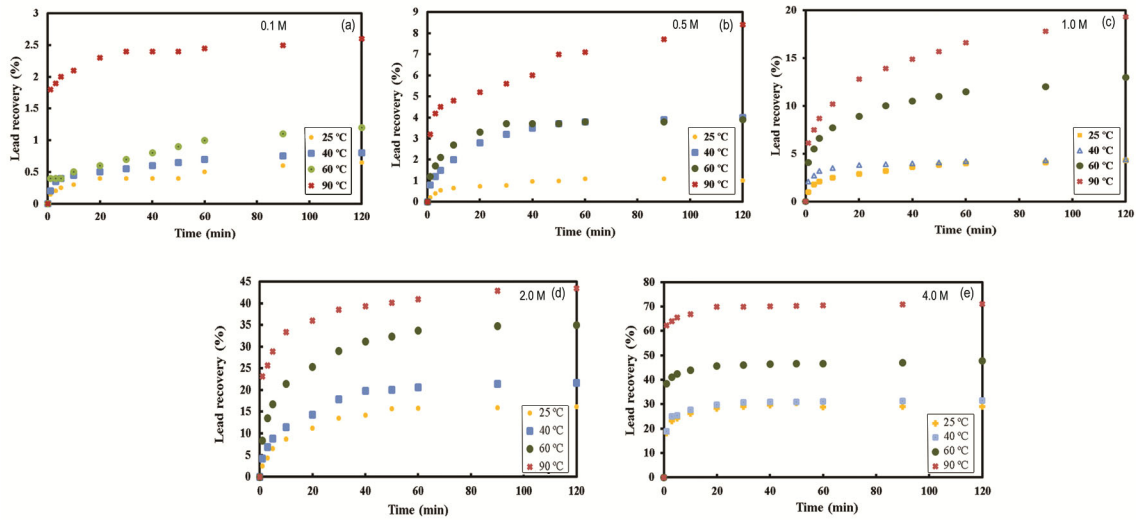 0.1 M (a)
Lead recovery (%)
3
2.5
2
1.5
1
0.5
0
25 ºC
40 ºC
60 ºC
90 ºC
0 20 40 60 80 100 120
Time (min)
0.5 M (b)
Lead recovery (%)
9
8
7
6
5
4
3
2
1
0
25 ºC
40 ºC
60 ºC
90 ºC
0 20 40 60 80 100 120
Time (min)
1.0 M (c)
Lead recovery (%)
20
15
10
5
0
25 ºC
40 ºC
60 ºC
90 ºC
0 20 40 60 80 100 120
Time (min)
2.0 M (d)
Lead recovery (%)
45
40
35
30
25
20
15
10
5
0
25 ºC
40 ºC
60 ºC
90 ºC
0 20 40 60 80 100 120
Time (min)
4.0 M (e)
Lead recovery (%)
80
70
60
50
40
30
20
10
0
25 ºC
40 ºC
60 ºC
90 ºC
0 20 40 60 80 100 120
Time (min)